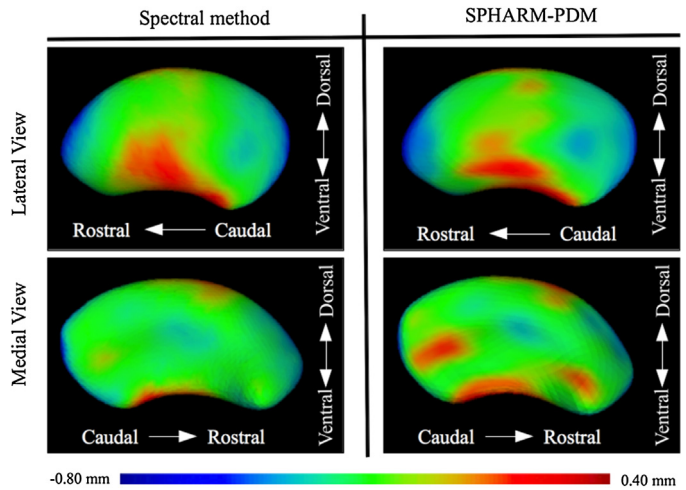 Spectral method
SPHARM-PDM
Lateral View
Dorsal
Ventral
Rostral
Caudal
Dorsal
Ventral
Rostral
Caudal
Medial View
Dorsal
Ventral
Caudal
Rostral
Dorsal
Ventral
Caudal
Rostral
-0.80 mm
0.40 mm